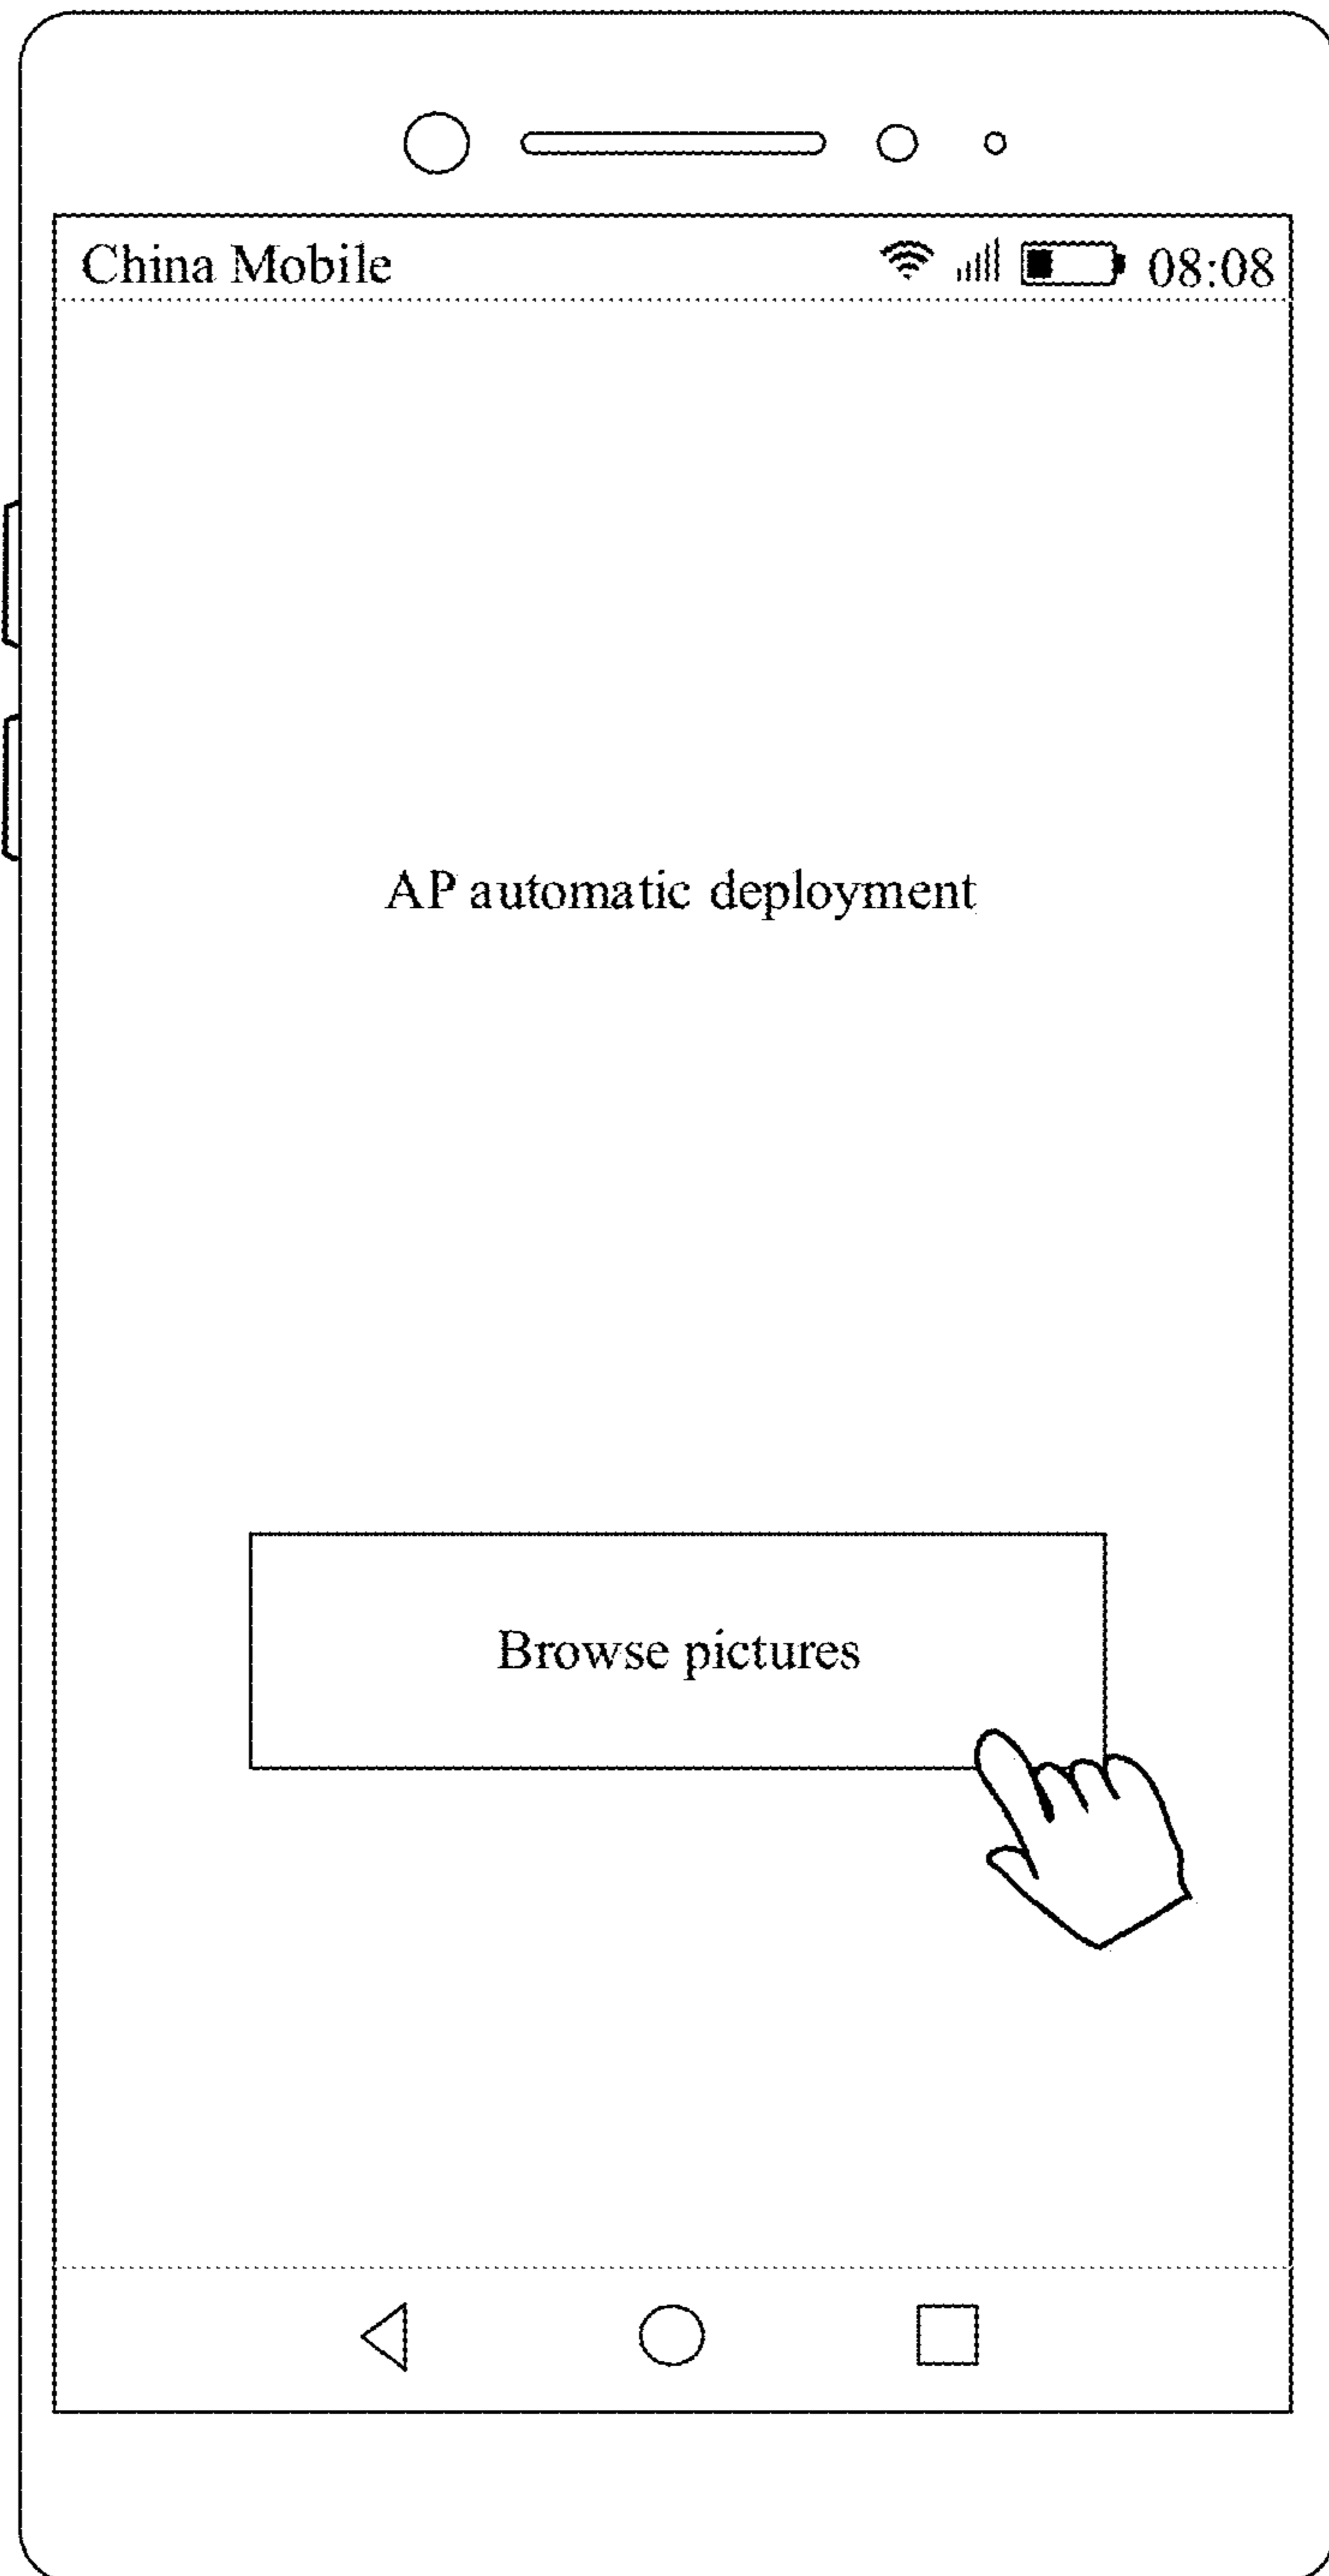 China Mobile 08:08
AP automatic deployment
Browse pictures